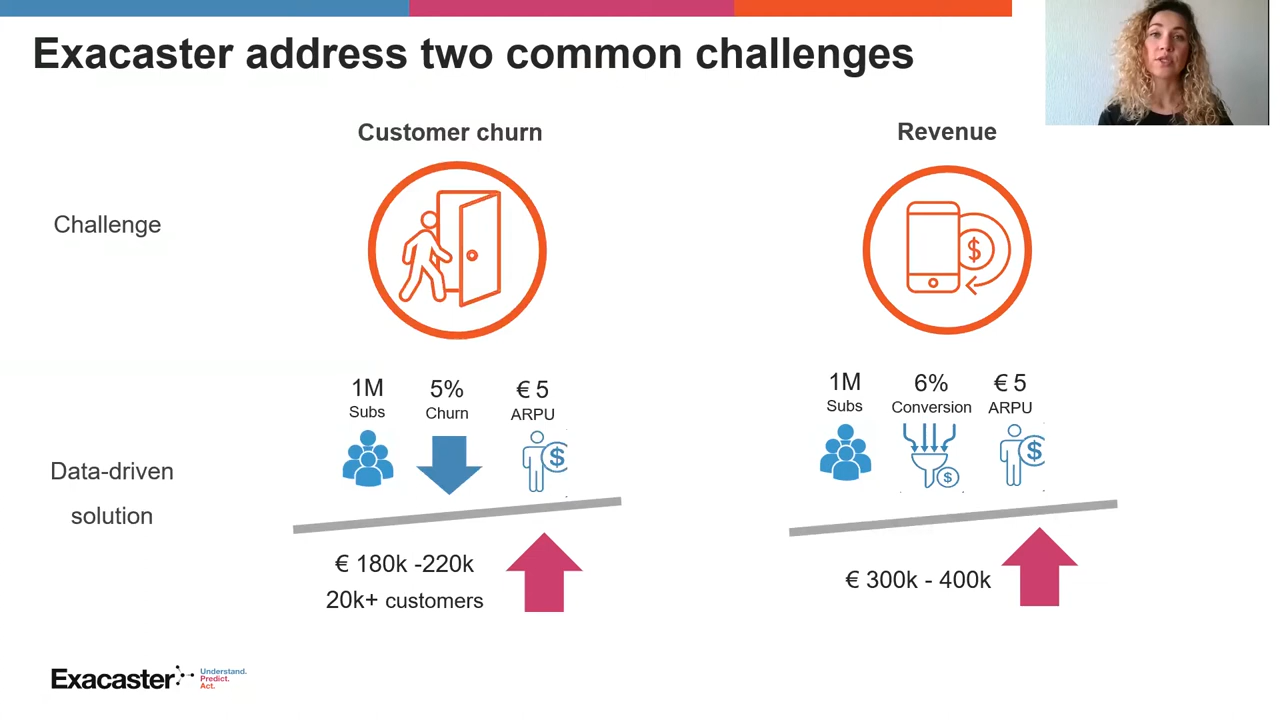 Exacaster address two common challenges
Customer churn
Revenue
Challenge
$
1M
5%
€ 5
Subs
Churn
ARPU
$
1M
6%
€ 5
Subs
Conversion
ARPU
$
$
Data-driven
solution
€ 180k -220k
20k+ customers
€ 300k - 400k
Exacaster
Understand.
Predict.
Act.